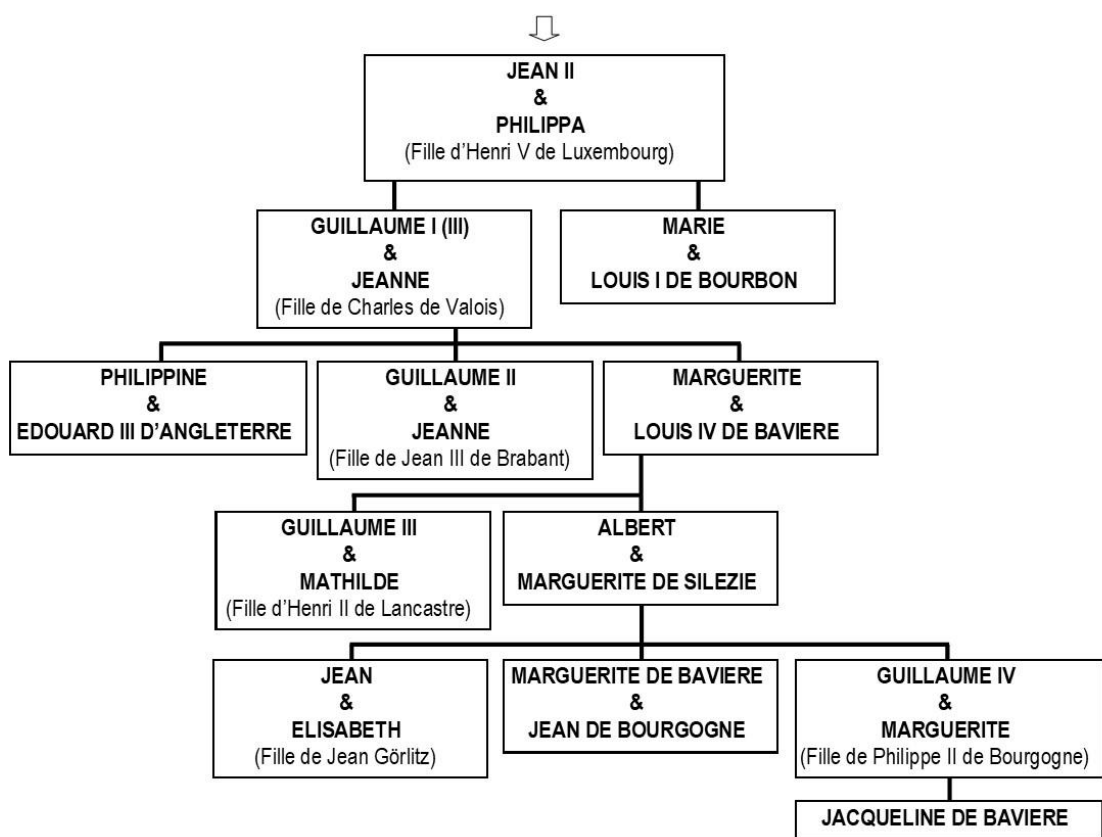 JEAN II
&
PHILIPPA
(Fille d'Henri V de Luxembourg)
GUILLAUME I (III)
&
JEANNE
(Fille de Charles de Valois)
MARIE
&
LOUIS I DE BOURBON
PHILIPPINE
&
EDOUARD III D'ANGLETERRE
GUILLAUME II
&
JEANNE
(Fille de Jean III de Brabant)
MARGUERITE
&
LOUIS IV DE BAVIERE
GUILLAUME III
&
MATHILDE
(Fille d'Henri II de Lancastre)
ALBERT
&
MARGUERITE DE SILEZIE
JEAN
&
ELISABETH
(Fille de Jean Görlitz)
MARGUERITE DE BAVIERE
&
JEAN DE BOURGOGNE
GUILLAUME IV
&
MARGUERITE
(Fille de Philippe II de Bourgogne)
JACQUELINE DE BAVIERE